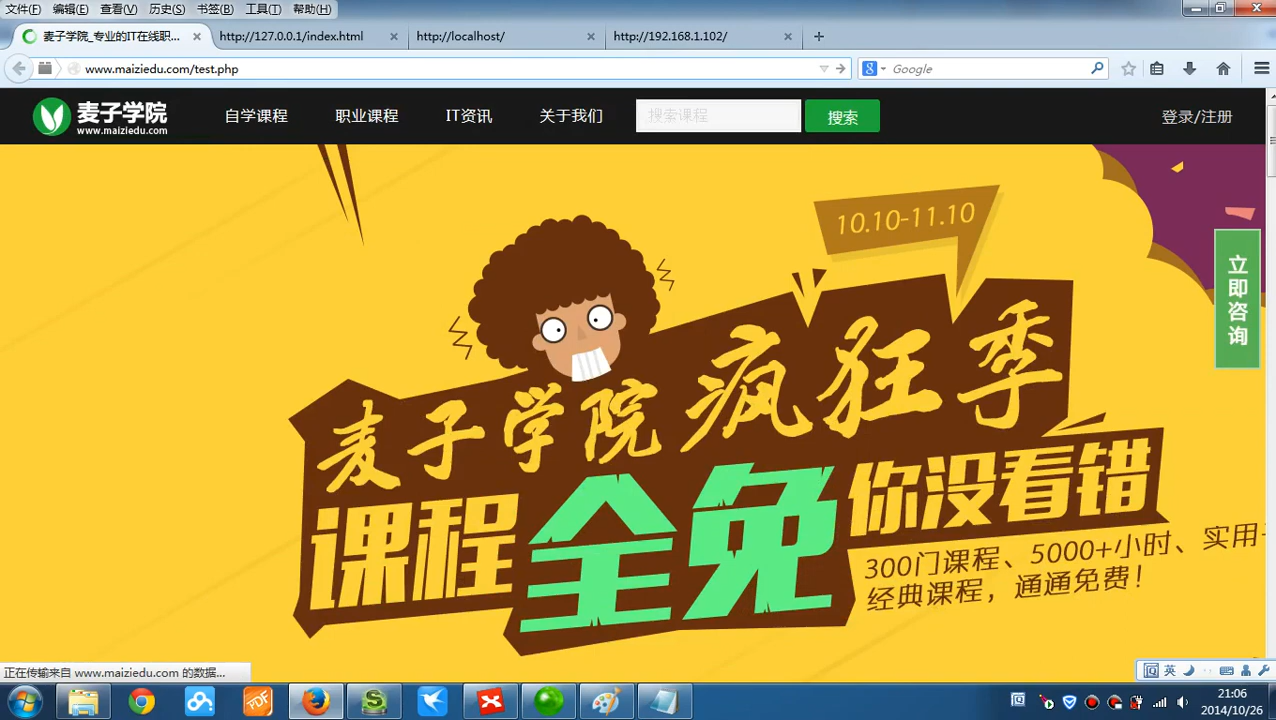 文件(F) 编辑(E) 查看(V) 历史(S) 书签(B) 工具(T) 帮助(H)
麦子学院_专业的IT在线职... http://127.0.0.1/index.html http://localhost/ http://192.168.1.102/
www.maiziedu.com/test.php Google
麦子学院 自学课程 职业课程 IT资讯 关于我们 搜索课程 搜索 登录/注册
www.maiziedu.com
10.10-11.10
立即咨询
麦子学院 疯狂季
课程全免 你没看错
300门课程、5000+小时、实用
经典课程，通通免费！
正在传输来自 www.maiziedu.com 的数据...
英
21:06
2014/10/26